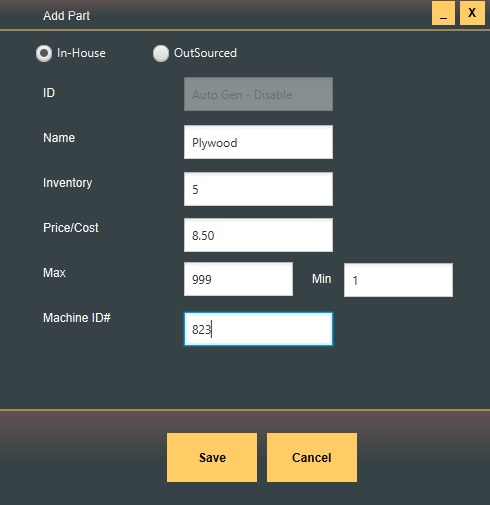 Add Part _ X
In-House OutSourced
ID Auto Gen - Disable
Name Plywood
Inventory 5
Price/Cost 8.50
Max 999 Min 1
Machine ID# 823
Save Cancel